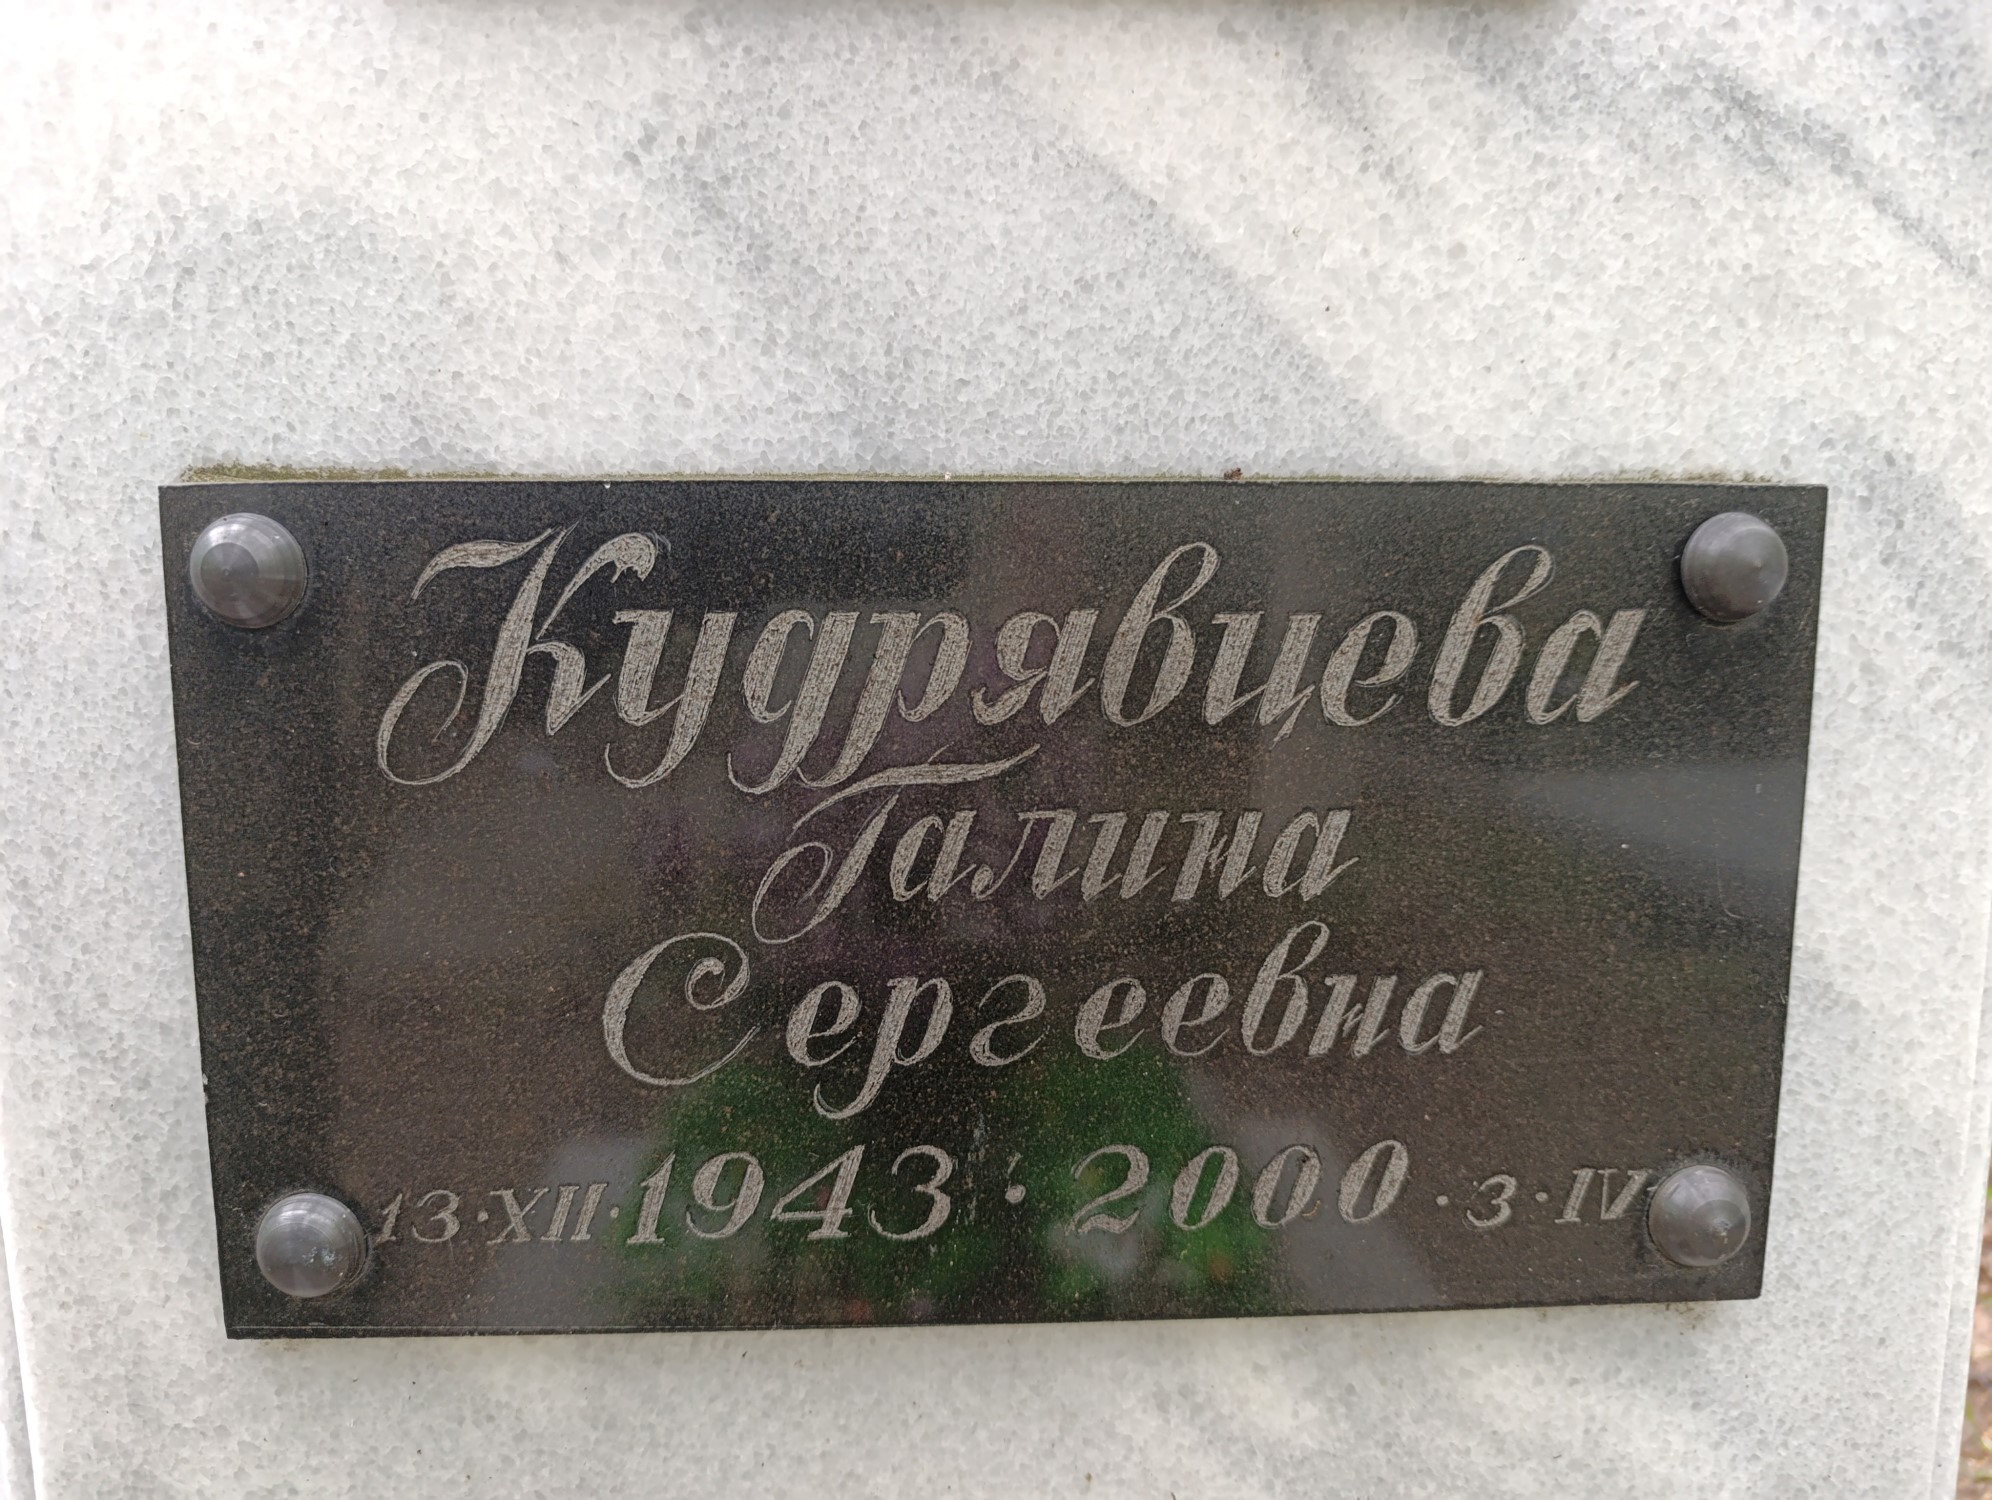 Кудрявцева
Галина
Сергеевна
13·XII·1943 : 2000·3·IV